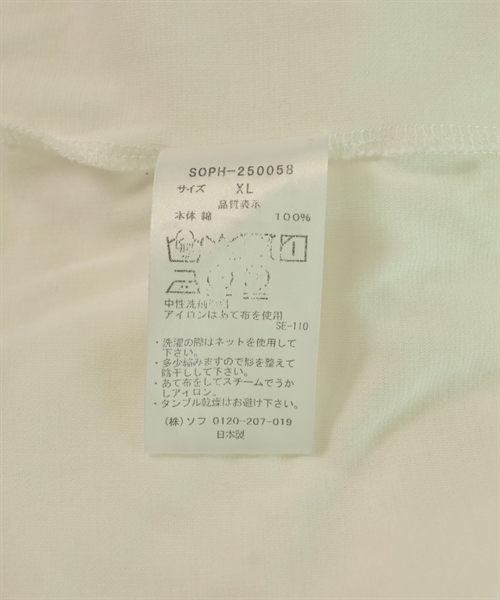 SOPH-250058
サイズ XL
品質表示
本体 綿 100%
中性洗剤使用
アイロンはあて布を使用
SE-110
・洗濯の際はネットを使用して
下さい。
・多少縮みますので形を整えて
陰干しして下さい。
・あて布をしてスチームでうか
しアイロン。
・タンブル乾燥はお避け下さい。
(株)ソフ 0120-207-019
日本製